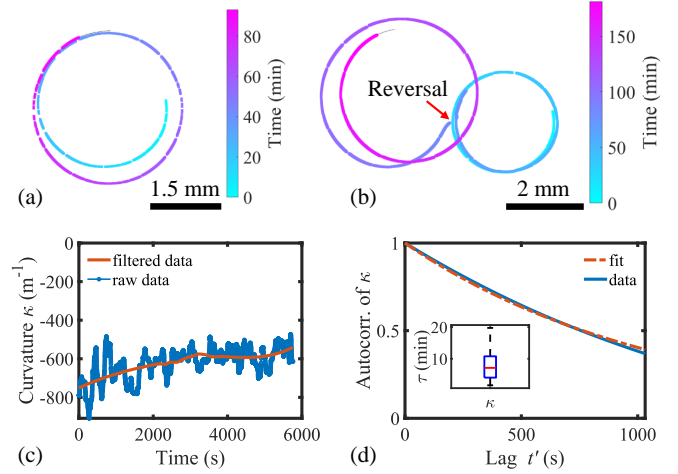 (a)
1.5 mm
80
60
40
20
0
Time (min)
(b)
Reversal
2 mm
150
100
50
0
Time (min)
(c)
0
-200
-400
-600
-800
Curvature κ (m⁻¹)
filtered data
raw data
0 2000 4000 6000
Time (s)
(d)
1
0.5
0
Autocorr. of κ
fit
data
20
10
τ (min)
κ
0 500 1000
Lag t′ (s)